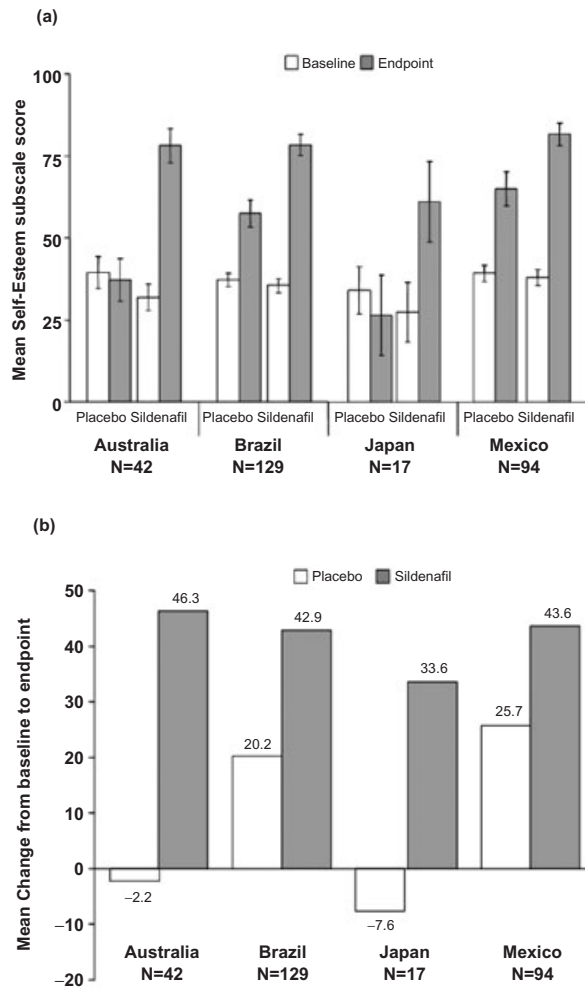 (a)
Baseline Endpoint
Mean Self-Esteem subscale score
100
75
50
25
0
Placebo Sildenafil Placebo Sildenafil Placebo Sildenafil Placebo Sildenafil
Australia Brazil Japan Mexico
N=42 N=129 N=17 N=94
(b)
Placebo Sildenafil
Mean Change from baseline to endpoint
50
40
30
20
10
0
–10
–20
46.3
42.9
43.6
33.6
25.7
20.2
–2.2
–7.6
Australia Brazil Japan Mexico
N=42 N=129 N=17 N=94